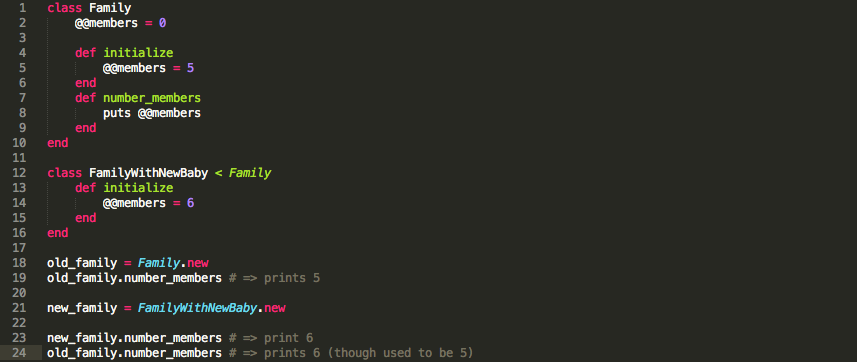 1 class Family
2     @@members = 0
3
4     def initialize
5         @@members = 5
6     end
7     def number_members
8         puts @@members
9     end
10 end
11
12 class FamilyWithNewBaby < Family
13     def initialize
14         @@members = 6
15     end
16 end
17
18 old_family = Family.new
19 old_family.number_members # => prints 5
20
21 new_family = FamilyWithNewBaby.new
22
23 new_family.number_members # => print 6
24 old_family.number_members # => prints 6 (though used to be 5)